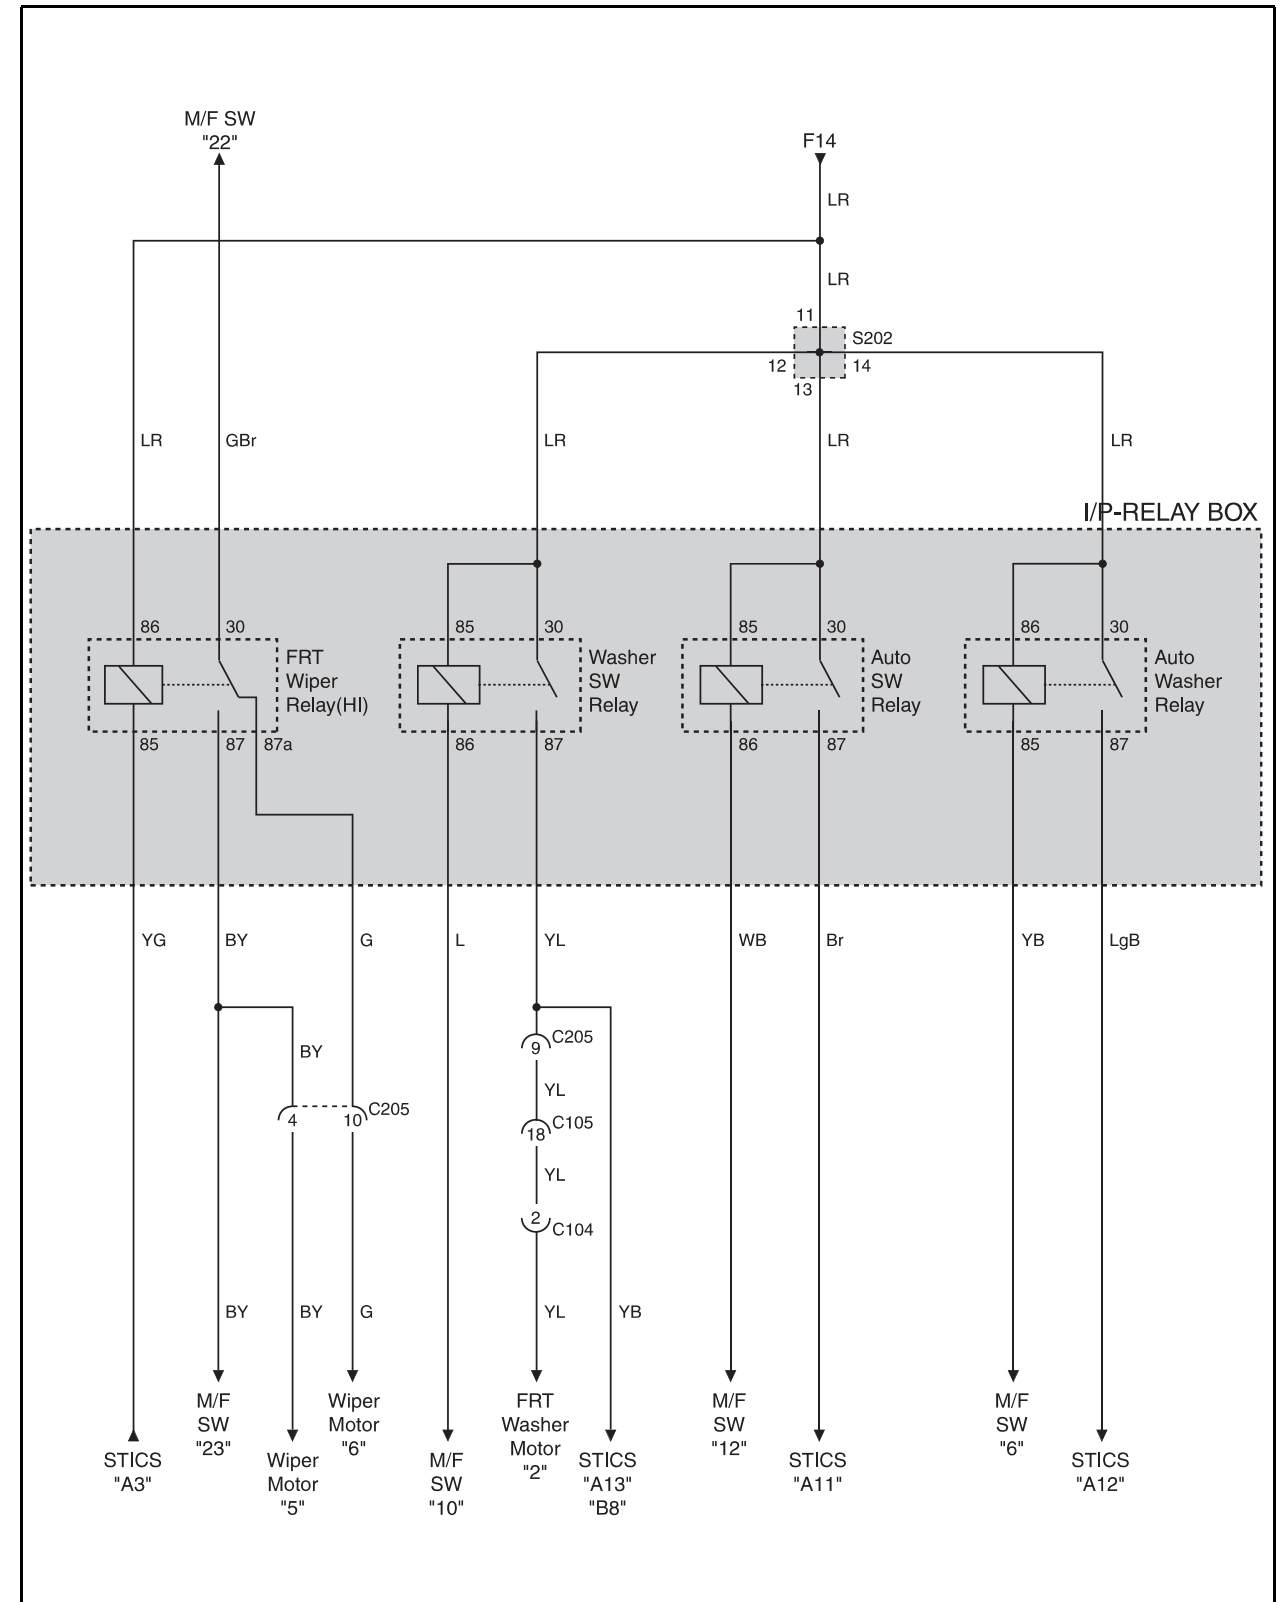 M/F SW
"22"
F14
LR
LR
11
S202
12
14
13
LR
GBr
LR
LR
LR
I/P-RELAY BOX
86
30
85
30
85
30
86
30
FRT
Wiper
Relay(HI)
Washer
SW
Relay
Auto
SW
Relay
Auto
Washer
Relay
85
87
87a
86
87
86
87
85
87
YG
BY
G
L
YL
WB
Br
YB
LgB
C205
9
BY
YL
C205
4
10
C105
18
YL
2
C104
BY
BY
G
YL
YB
M/F
SW
"23"
Wiper
Motor
"6"
FRT
Washer
Motor
"2"
M/F
SW
"12"
M/F
SW
"6"
STICS
"A3"
Wiper
Motor
"5"
M/F
SW
"10"
STICS
"A13"
"B8"
STICS
"A11"
STICS
"A12"